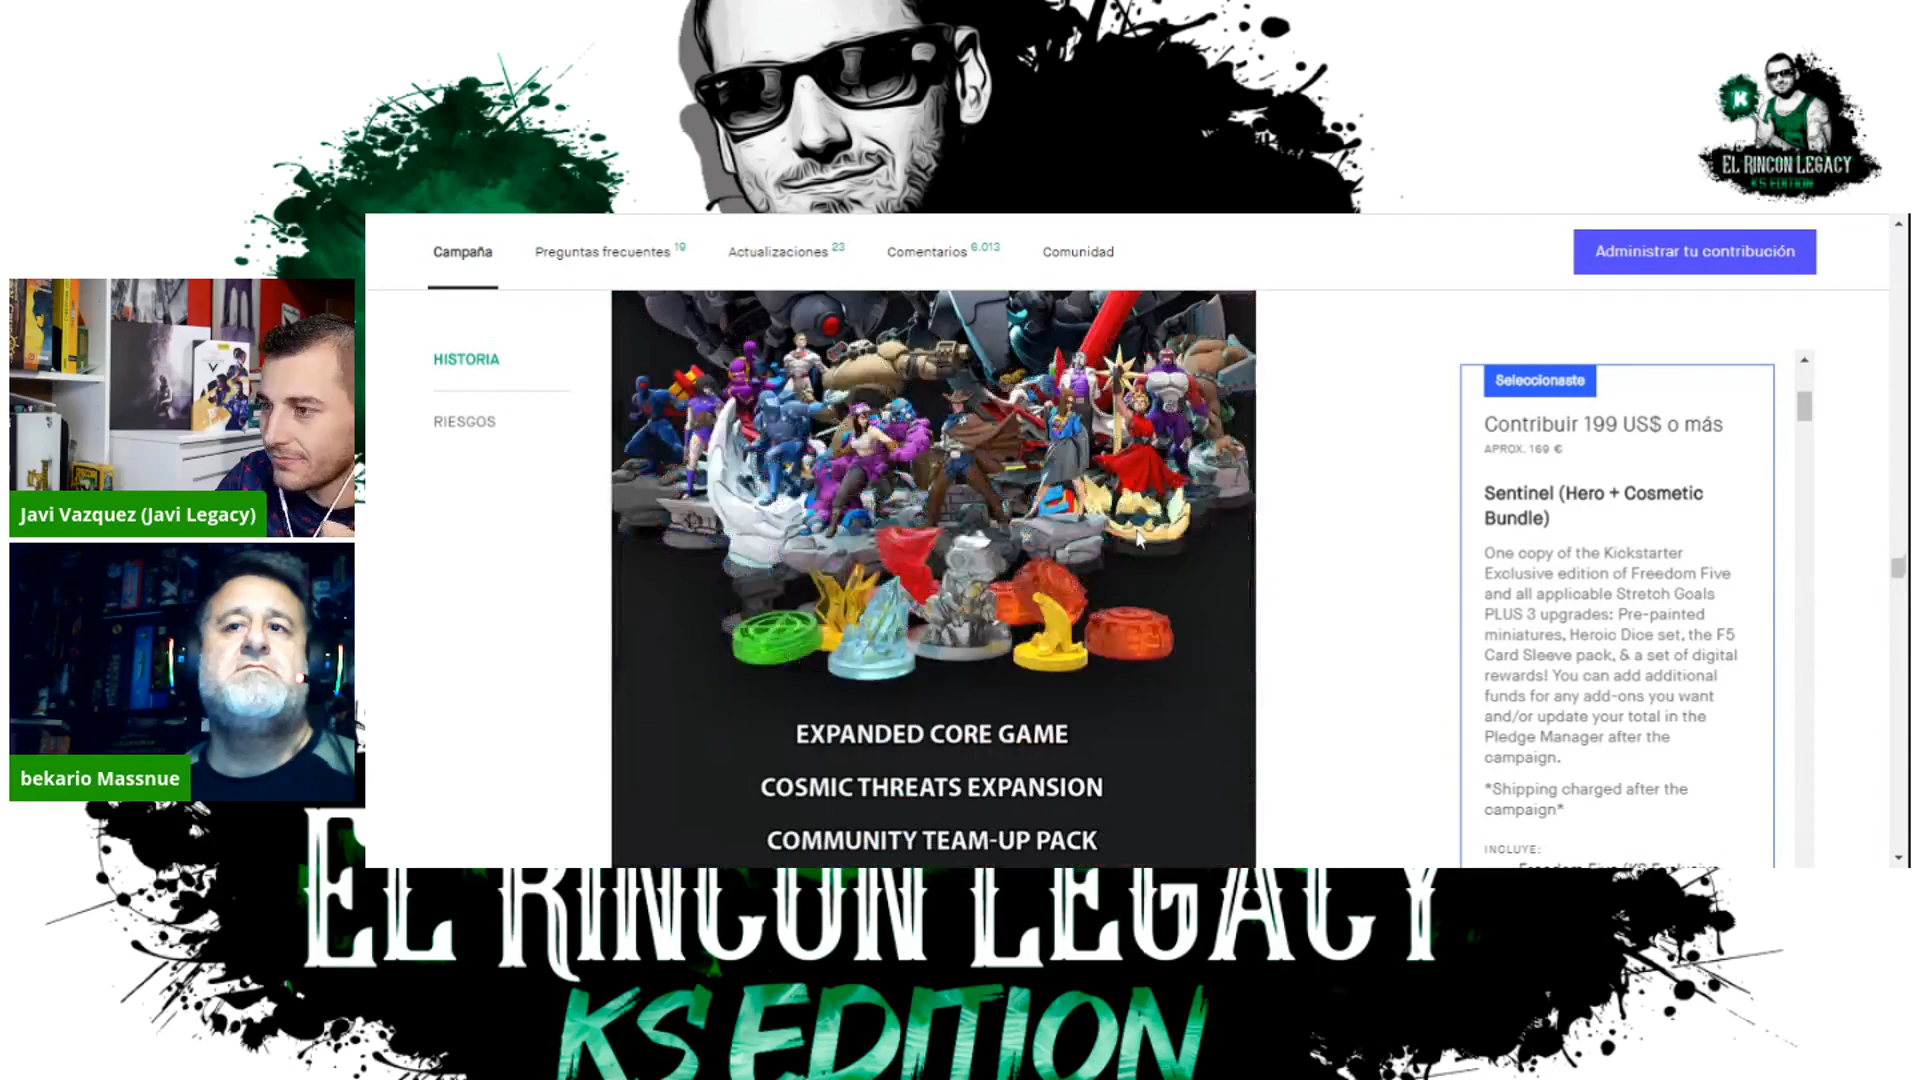 EL RINCON LEGACY
KS EDITION
Campaña
Preguntas frecuentes 19
Actualizaciones 23
Comentarios 6.013
Comunidad
Administrar tu contribución
HISTORIA
RIESGOS
Seleccionaste
Contribuir 199 US$ o más
APROX. 169 €
Sentinel (Hero + Cosmetic
Bundle)
One copy of the Kickstarter
Exclusive edition of Freedom Five
and all applicable Stretch Goals
PLUS 3 upgrades: Pre-painted
miniatures, Heroic Dice set, the F5
Card Sleeve pack, & a set of digital
rewards! You can add additional
funds for any add-ons you want
and/or update your total in the
Pledge Manager after the
campaign.
*Shipping charged after the
campaign*
INCLUYE:
Javi Vazquez (Javi Legacy)
bekario Massnue
EXPANDED CORE GAME
COSMIC THREATS EXPANSION
COMMUNITY TEAM-UP PACK
EL RINCON LEGACY
KS EDITION